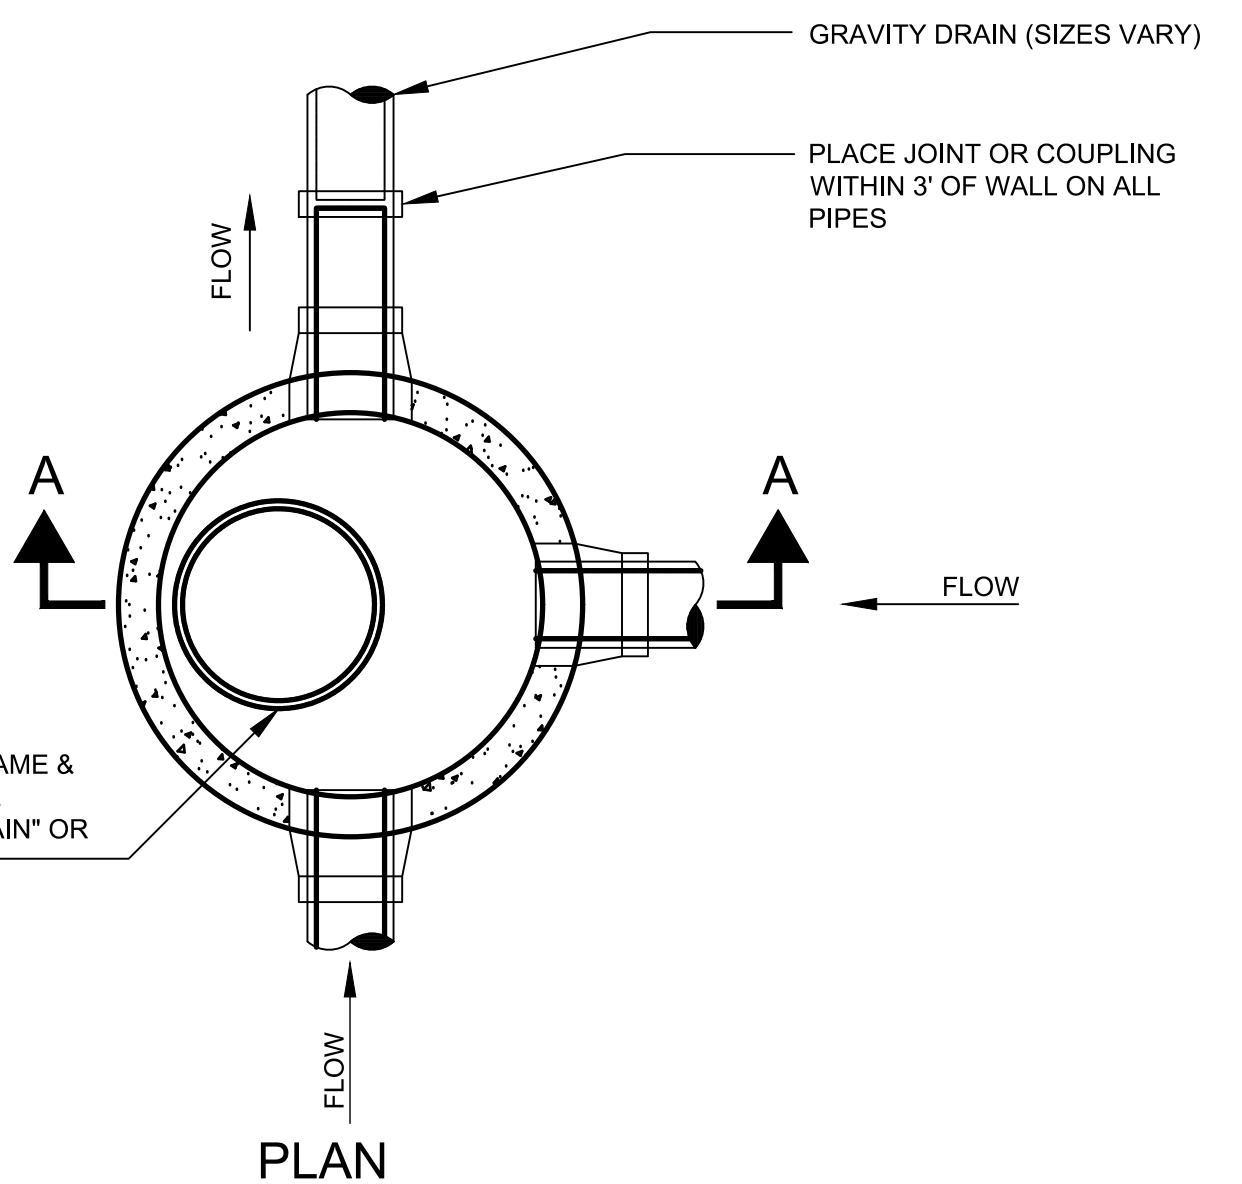 GRAVITY DRAIN (SIZES VARY)
PLACE JOINT OR COUPLING
WITHIN 3' OF WALL ON ALL
PIPES
FLOW
A
A
FLOW
AME &
AIN" OR
FLOW
PLAN